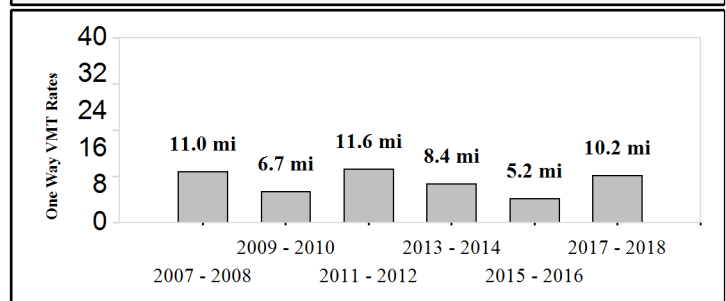 One Way VMT Rates
40
32
24
16
8
0
11.0 mi
6.7 mi
11.6 mi
8.4 mi
5.2 mi
10.2 mi
2009 - 2010 2013 - 2014 2017 - 2018
2007 - 2008 2011 - 2012 2015 - 2016